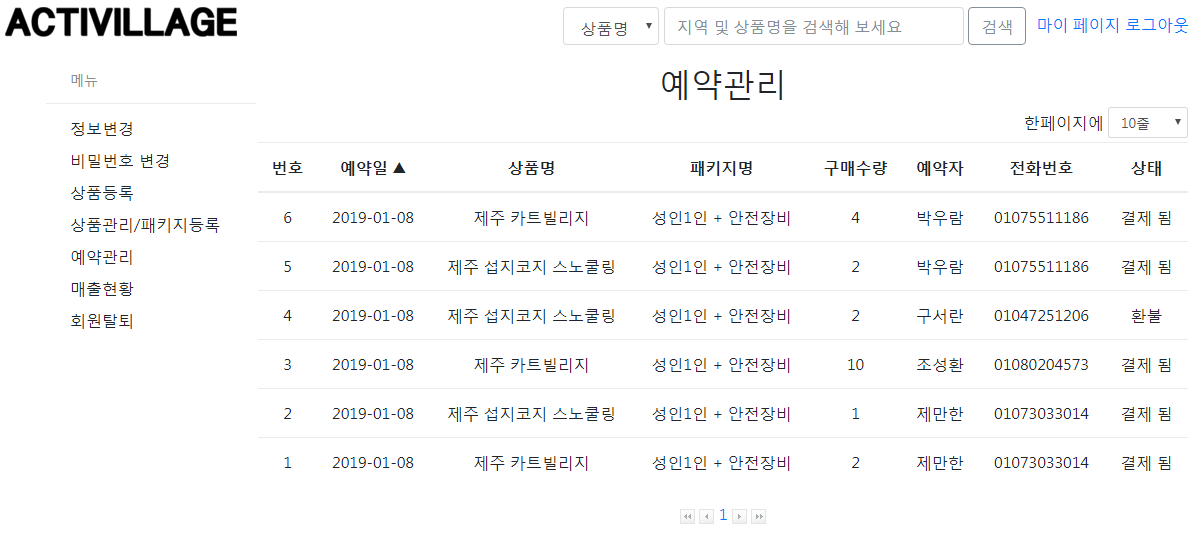 ACTIVILLAGE
상품명 지역 및 상품명을 검색해 보세요 검색 마이 페이지 로그아웃
메뉴
정보변경
비밀번호 변경
상품등록
상품관리/패키지등록
예약관리
매출현황
회원탈퇴
예약관리
한페이지에 10줄
번호 예약일 ▲ 상품명 패키지명 구매수량 예약자 전화번호 상태
6 2019-01-08 제주 카트빌리지 성인1인 + 안전장비 4 박우람 01075511186 결제 됨
5 2019-01-08 제주 섭지코지 스노쿨링 성인1인 + 안전장비 2 박우람 01075511186 결제 됨
4 2019-01-08 제주 섭지코지 스노쿨링 성인1인 + 안전장비 2 구서란 01047251206 환불
3 2019-01-08 제주 카트빌리지 성인1인 + 안전장비 10 조성환 01080204573 결제 됨
2 2019-01-08 제주 섭지코지 스노쿨링 성인1인 + 안전장비 1 제만한 01073033014 결제 됨
1 2019-01-08 제주 카트빌리지 성인1인 + 안전장비 2 제만한 01073033014 결제 됨
1